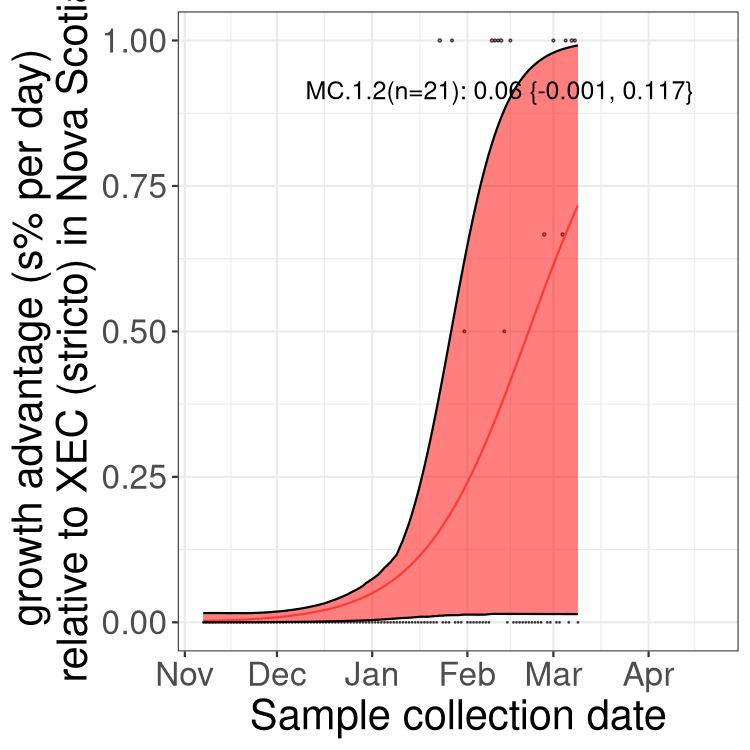 growth advantage (s% per day)
relative to XEC (stricto) in Nova Scotia
1.00
0.75
0.50
0.25
0.00
MC.1.2(n=21): 0.06 {-0.001, 0.117}
Nov Dec Jan Feb Mar Apr
Sample collection date